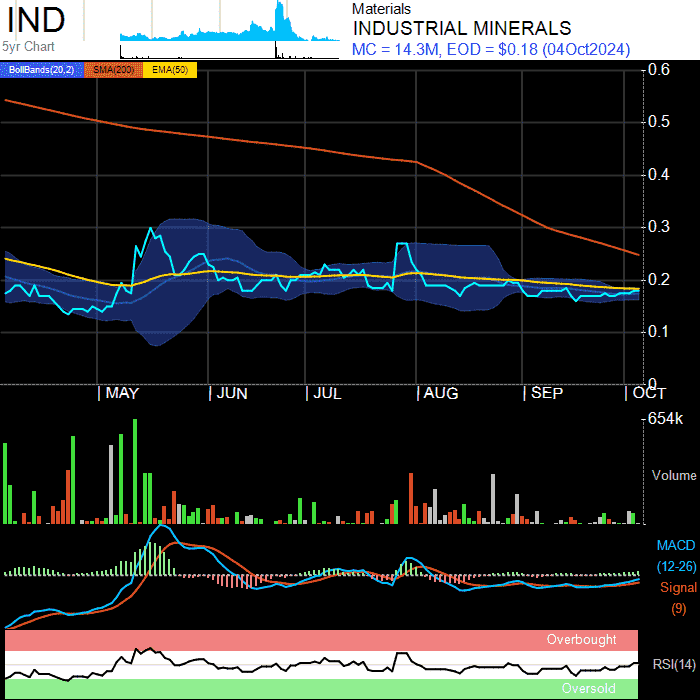 IND
5yr Chart
Materials
INDUSTRIAL MINERALS
MC = 14.3M, EOD = $0.18 (04Oct2024)
BollBands(20,2) SMA(200) EMA(50)
0.6
0.5
0.4
0.3
0.2
0.1
0
MAY JUN JUL AUG SEP OCT
654k
Volume
MACD
(12-26)
Signal
(9)
Overbought
RSI(14)
Oversold